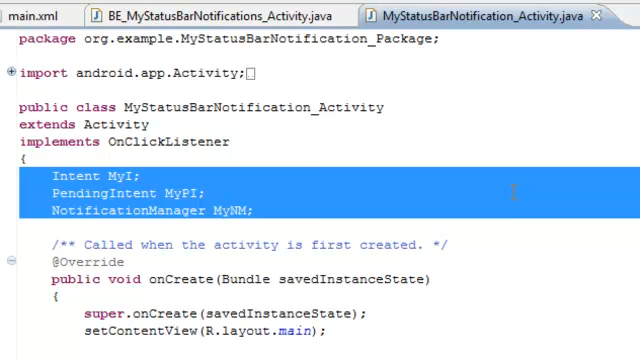 main.xml
BE_MyStatusBarNotifications_Activity.java
MyStatusBarNotification_Activity.java
package org.example.MyStatusBarNotification_Package;
import android.app.Activity;
public class MyStatusBarNotification_Activity
extends Activity
implements OnClickListener
{
Intent MyI;
PendingIntent MyPI;
NotificationManager MyNM;
/** Called when the activity is first created. */
@Override
public void onCreate(Bundle savedInstanceState)
{
super.onCreate(savedInstanceState);
setContentView(R.layout.main);